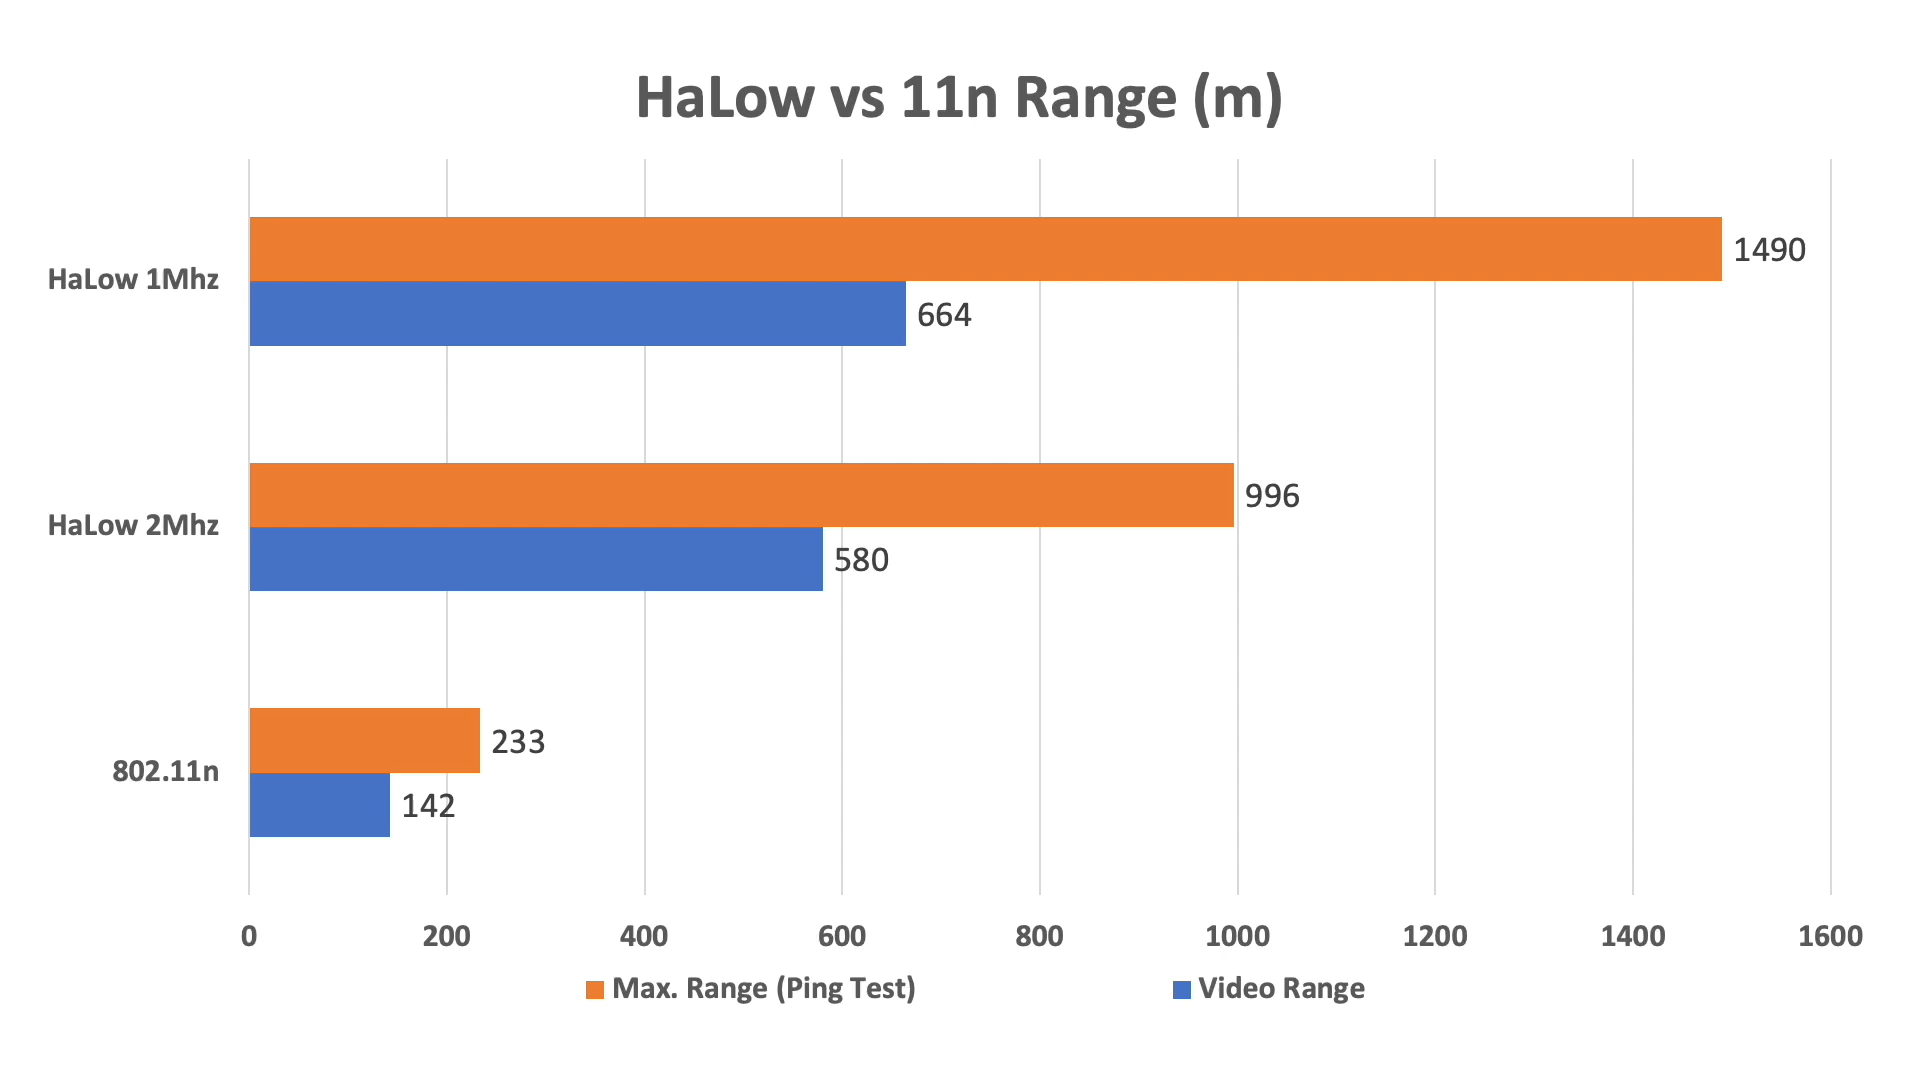 HaLow vs 11n Range (m)
HaLow 1Mhz
1490
664
HaLow 2Mhz
996
580
802.11n
233
142
0 200 400 600 800 1000 1200 1400 1600
Max. Range (Ping Test) Video Range